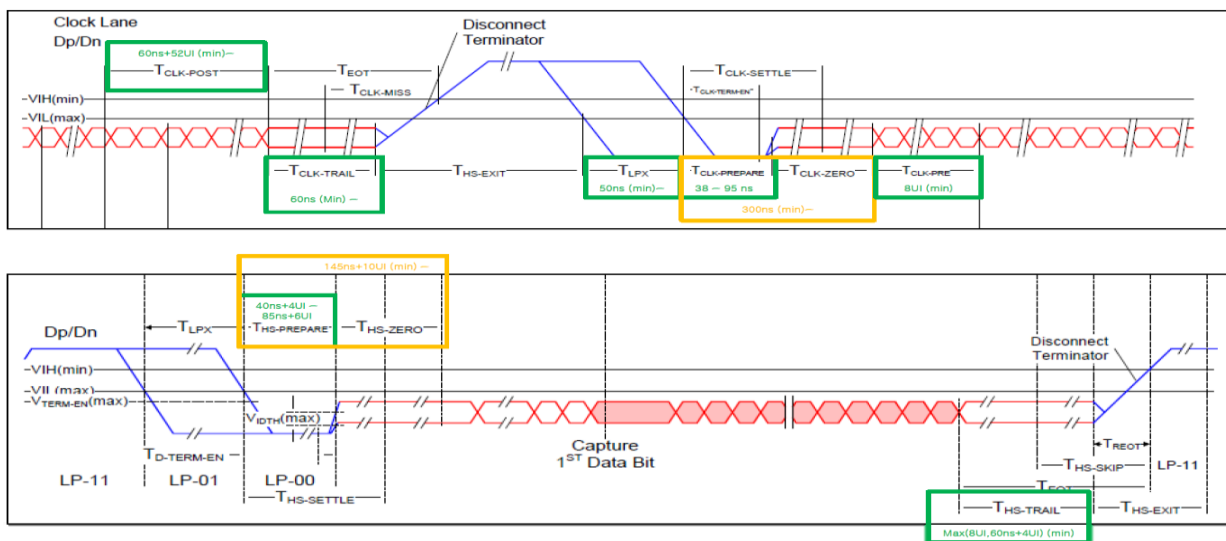 Clock Lane
Dp/Dn
Disconnect
Terminator
60ns+52UI (min)~
TCLK-POST
TEOT
TCLK-MISS
TCLK-SETTLE
TCLK-TERM-EN
VIH(min)
VIL(max)
TCLK-TRAIL
THS-EXIT
TLPX
TCLK-PREPARE
TCLK-ZERO
TCLK-PRE
60ns (Min) ~
50ns (min)~
38 ~ 95 ns
8UI (min)
300ns (min)~
145ns+10UI (min) ~
40ns+4UI ~
85ns+6UI
TLPX
THS-PREPARE
THS-ZERO
Dp/Dn
Disconnect
Terminator
VIH(min)
VIL(max)
VTERM-EN(max)
VIDTH(max)
TD-TERM-EN
Capture
1ST Data Bit
TREOT
LP-11
LP-01
LP-00
THS-SKIP
LP-11
THS-SETTLE
TEOT
THS-TRAIL
THS-EXIT
Max(8UI,60ns+4UI) (min)